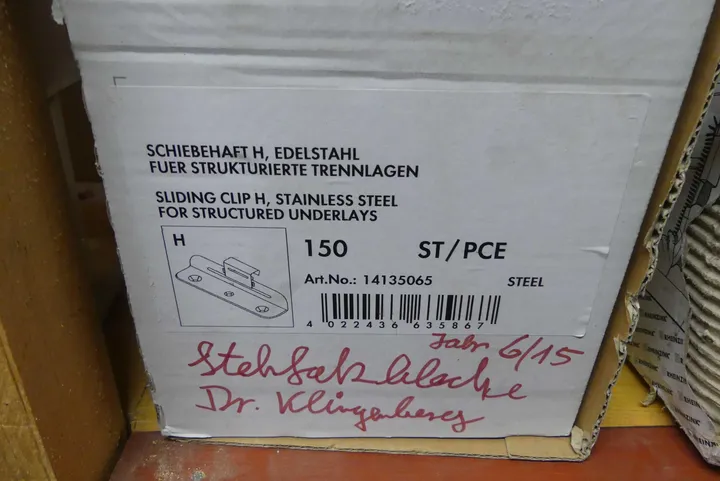 SCHIEBEHAFT H, EDELSTAHL
FUER STRUKTURIERTE TRENNLAGEN
SLIDING CLIP H, STAINLESS STEEL
FOR STRUCTURED UNDERLAYS
H
150 ST/PCE
Art.No.: 14135065 STEEL
4 022436 635867
Jahr 6/15
Dr. Klingenberg